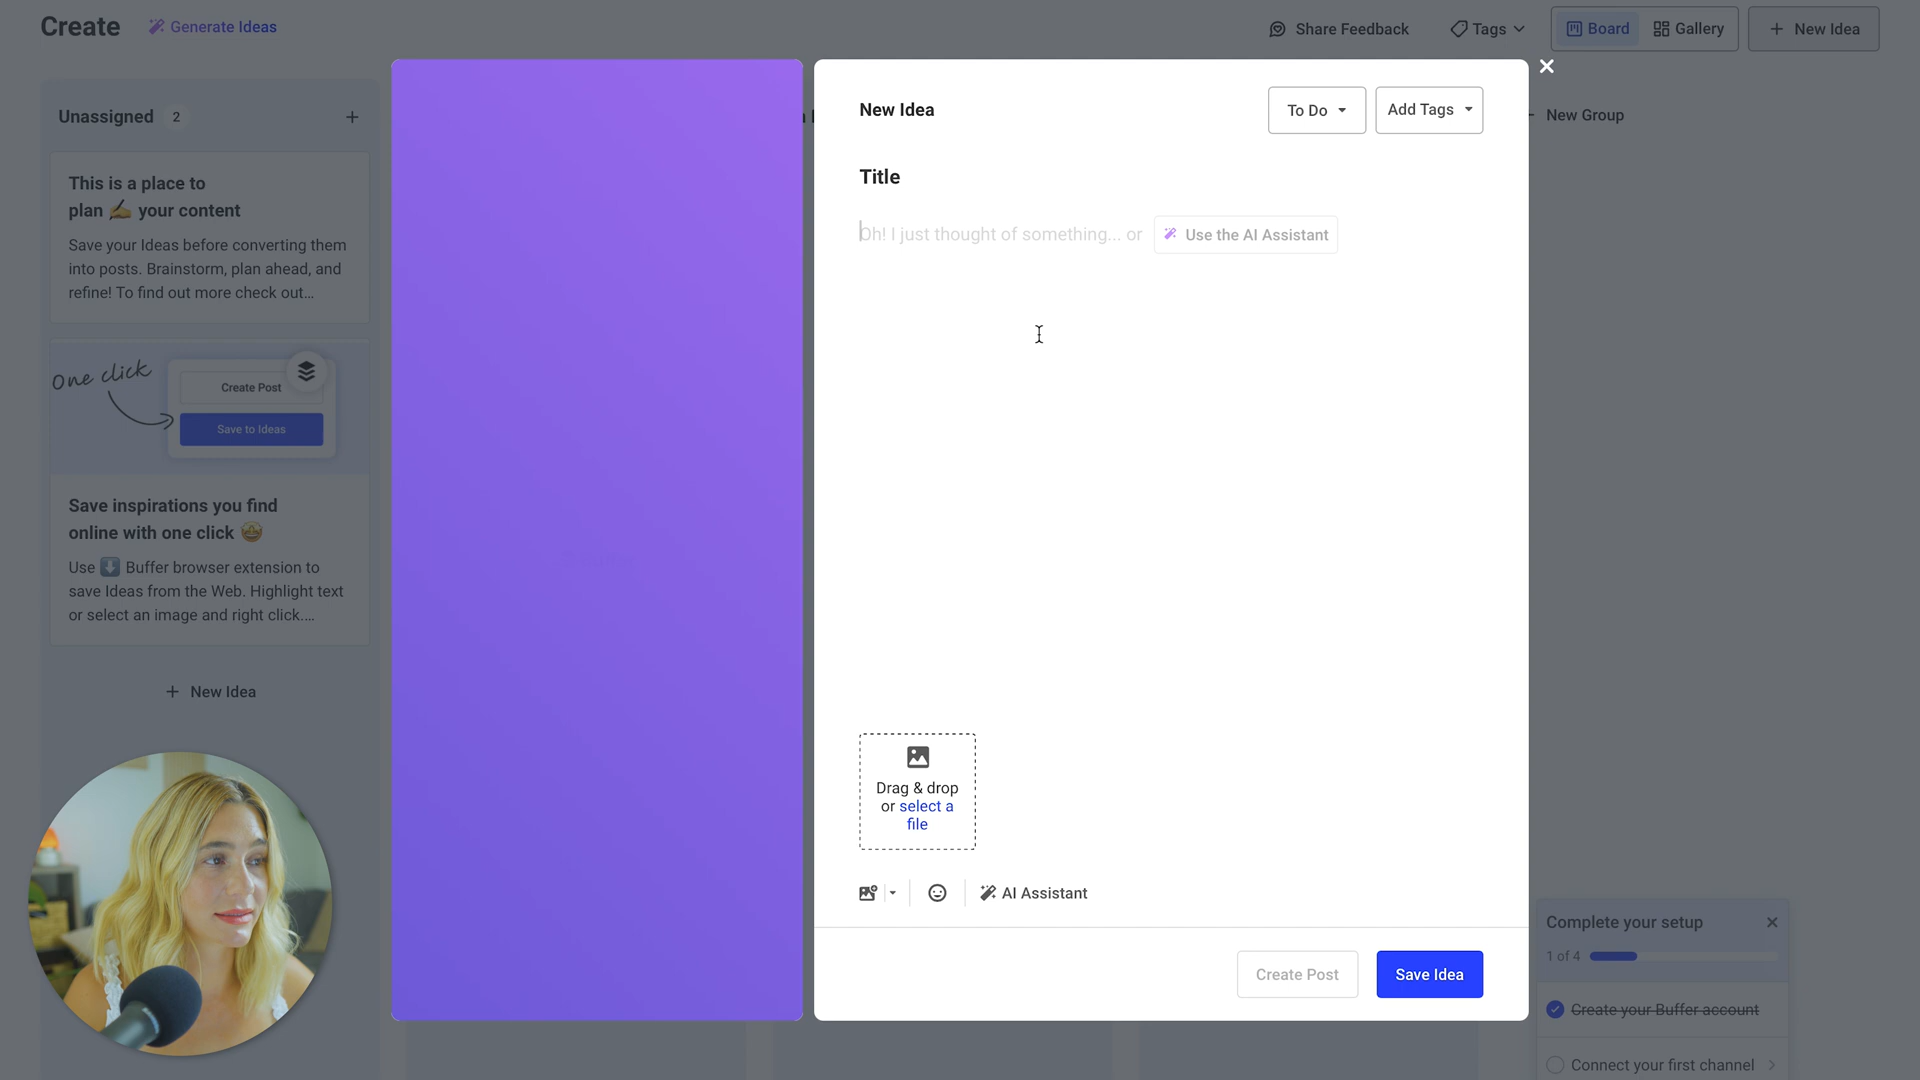 Create
Generate Ideas
Share Feedback
Tags
Board
Gallery
New Idea
Unassigned 2
This is a place to
plan ✍️ your content
Save your Ideas before converting them
into posts. Brainstorm, plan ahead, and
refine! To find out more check out...
One click
Create Post
Save to Ideas
Save inspirations you find
online with one click 🤩
Use ⬇️ Buffer browser extension to
save Ideas from the Web. Highlight text
or select an image and right click....
New Idea
New Idea
To Do
Add Tags
Title
Oh! I just thought of something... or
Use the AI Assistant
Drag & drop
or select a
file
AI Assistant
Create Post
Save Idea
New Group
Complete your setup
1 of 4
Create your Buffer account
Connect your first channel